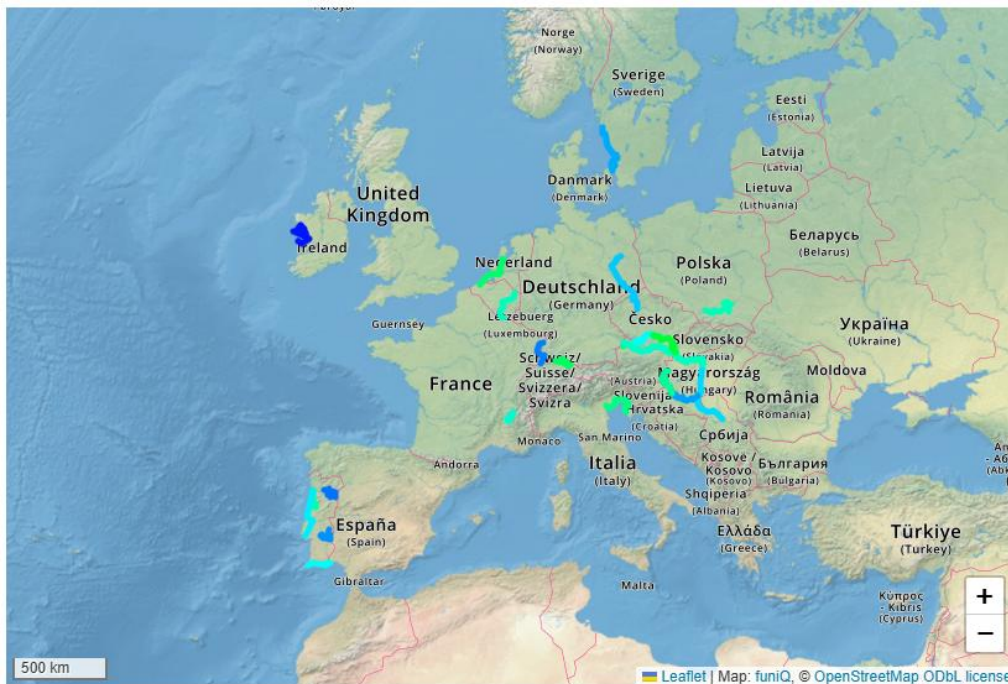 Norge
(Norway)
Sverige
(Sweden)
Eesti
(Estonia)
Latvija
(Latvia)
Danmark
(Denmark)
Lietuva
(Lithuania)
United
Kingdom
Беларусь
(Belarus)
Ireland
Nederland
Polska
(Poland)
Deutschland
(Germany)
Lëtzebuerg
(Luxembourg)
Guernsey
Česko
Україна
(Ukraine)
Slovensko
(Slovakia)
Schweiz/
Suisse/
Svizzera/
Svizra
France
(Austria)
Magyarország
(Hungary)
Moldova
Slovenija
Hrvatska
(Croatia)
România
(Romania)
San Marino
Monaco
Србија
Andorra
Italia
(Italy)
Kosovë /
Kosovo
(Kosovo)
България
(Bulgaria)
Shqipëria
(Albania)
España
(Spain)
Ελλάδα
(Greece)
Türkiye
(Turkey)
Gibraltar
Malta
Κύπρος
- Kıbrıs
(Cyprus)
+
−
500 km
Leaflet | Map: funiQ, © OpenStreetMap ODbL license